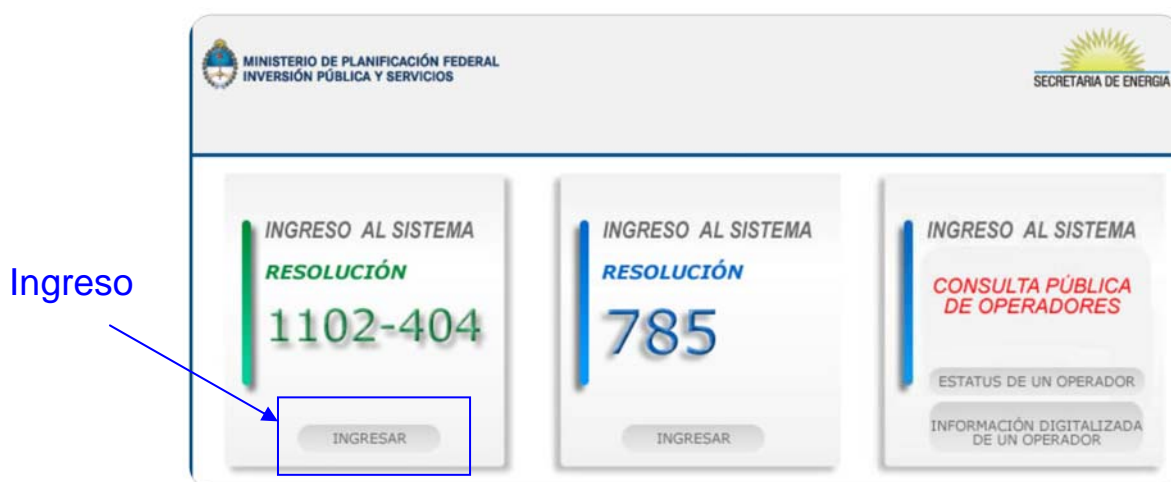 MINISTERIO DE PLANIFICACIÓN FEDERAL
INVERSIÓN PÚBLICA Y SERVICIOS
SECRETARIA DE ENERGIA
Ingreso
INGRESO AL SISTEMA
RESOLUCIÓN
1102-404
INGRESAR
INGRESO AL SISTEMA
RESOLUCIÓN
785
INGRESAR
INGRESO AL SISTEMA
CONSULTA PÚBLICA
DE OPERADORES
ESTATUS DE UN OPERADOR
INFORMACIÓN DIGITALIZADA
DE UN OPERADOR